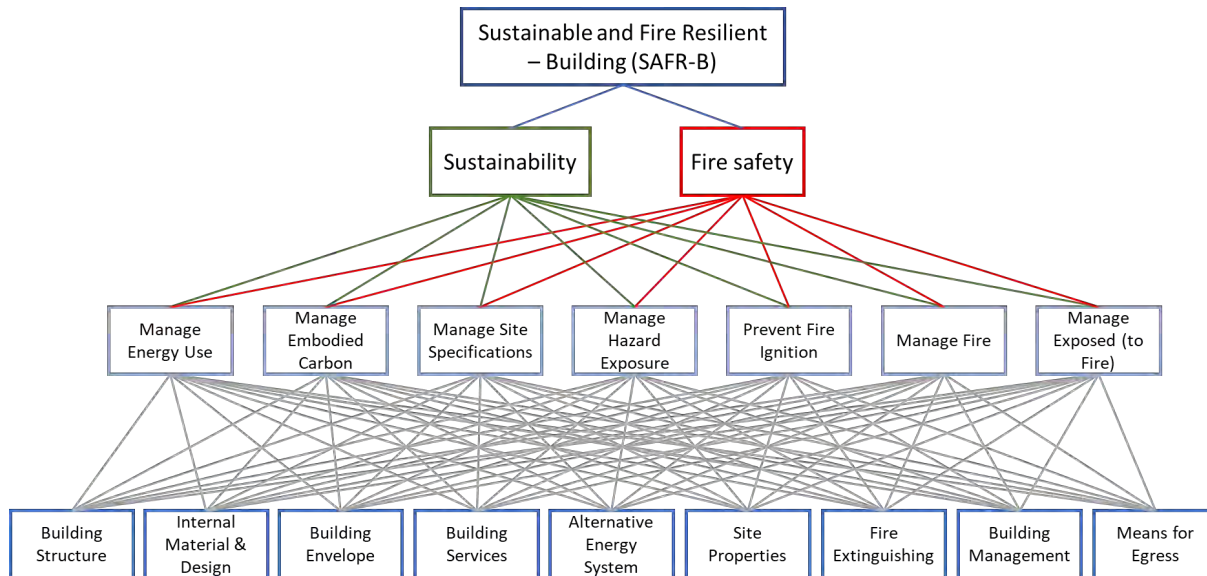 Sustainable and Fire Resilient
– Building (SAFR-B)
Sustainability
Fire safety
Manage
Energy Use
Manage
Embodied
Carbon
Manage Site
Specifications
Manage
Hazard
Exposure
Prevent Fire
Ignition
Manage Fire
Manage
Exposed (to
Fire)
Building
Structure
Internal
Material &
Design
Building
Envelope
Building
Services
Alternative
Energy
System
Site
Properties
Fire
Extinguishing
Building
Management
Means for
Egress